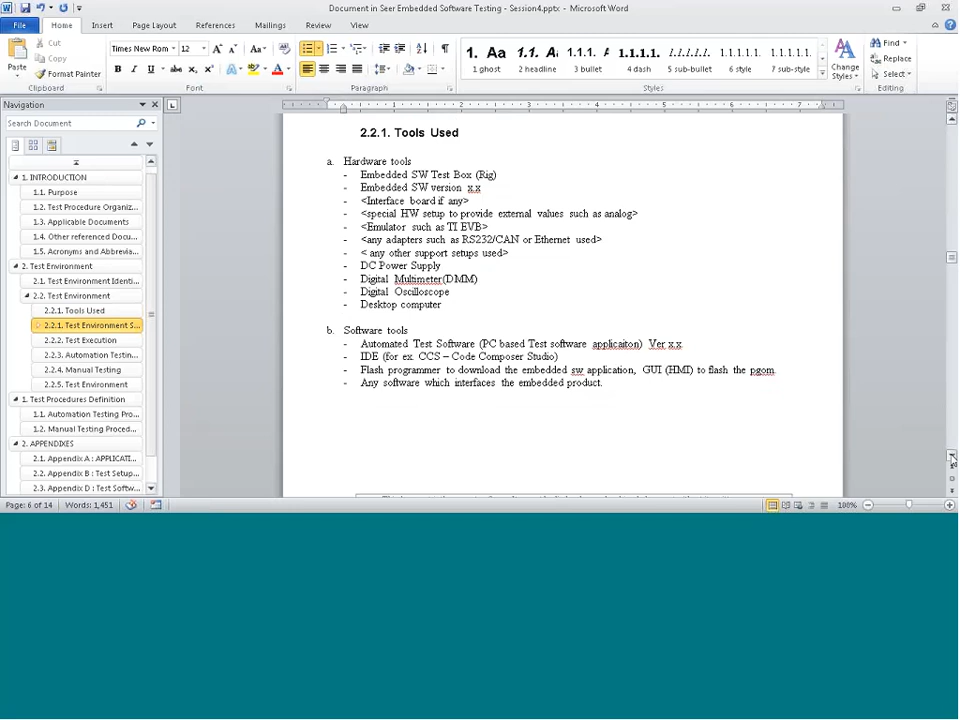 Document in Seer Embedded Software Testing - Session4.pptx - Microsoft Word
File Home Insert Page Layout References Mailings Review View
Paste
Cut
Copy
Format Painter
Clipboard
Times New Rom 12
Font
Paragraph
1. Aa
1 ghost
2 headline
1.1.1.
3 bullet
1.1.1.1.
4 dash
5 sub-bullet
1.1.1.1.1.
6 style
1.1.1.1.1.
7 sub-style
Styles
Change Styles
Find
Replace
Select
Editing
Navigation
Search Document
1. INTRODUCTION
1.1. Purpose
1.2. Test Procedure Organiz...
1.3. Applicable Documents
1.4. Other referenced Docu...
1.5. Acronyms and Abbrevia...
2. Test Environment
2.1. Test Environment Identi...
2.2. Test Environment
2.2.1. Tools Used
2.2.1. Test Environment S...
2.2.2. Test Execution
2.2.3. Automation Testin...
2.2.4. Manual Testing
2.2.5. Test Environment
1. Test Procedures Definition
1.1. Automation Testing Pro...
1.2. Manual Testing Proced...
2. APPENDIXES
2.1. Appendix A : APPLICATI...
2.2. Appendix B : Test Setup...
2.3. Appendix D : Test Softw...
2.2.1. Tools Used
a. Hardware tools
- Embedded SW Test Box (Rig)
- Embedded SW version x.x
- <Interface board if any>
- <special HW setup to provide external values such as analog>
- <Emulator such as TI EVB>
- <any adapters such as RS232/CAN or Ethernet used>
- < any other support setups used>
- DC Power Supply
- Digital Multimeter(DMM)
- Digital Oscilloscope
- Desktop computer
b. Software tools
- Automated Test Software (PC based Test software applicaiton) Ver x.x
- IDE (for ex. CCS – Code Composer Studio)
- Flash programmer to download the embedded sw application, GUI (HMI) to flash the pgom.
- Any software which interfaces the embedded product.
Page: 6 of 14 Words: 1,451 100%